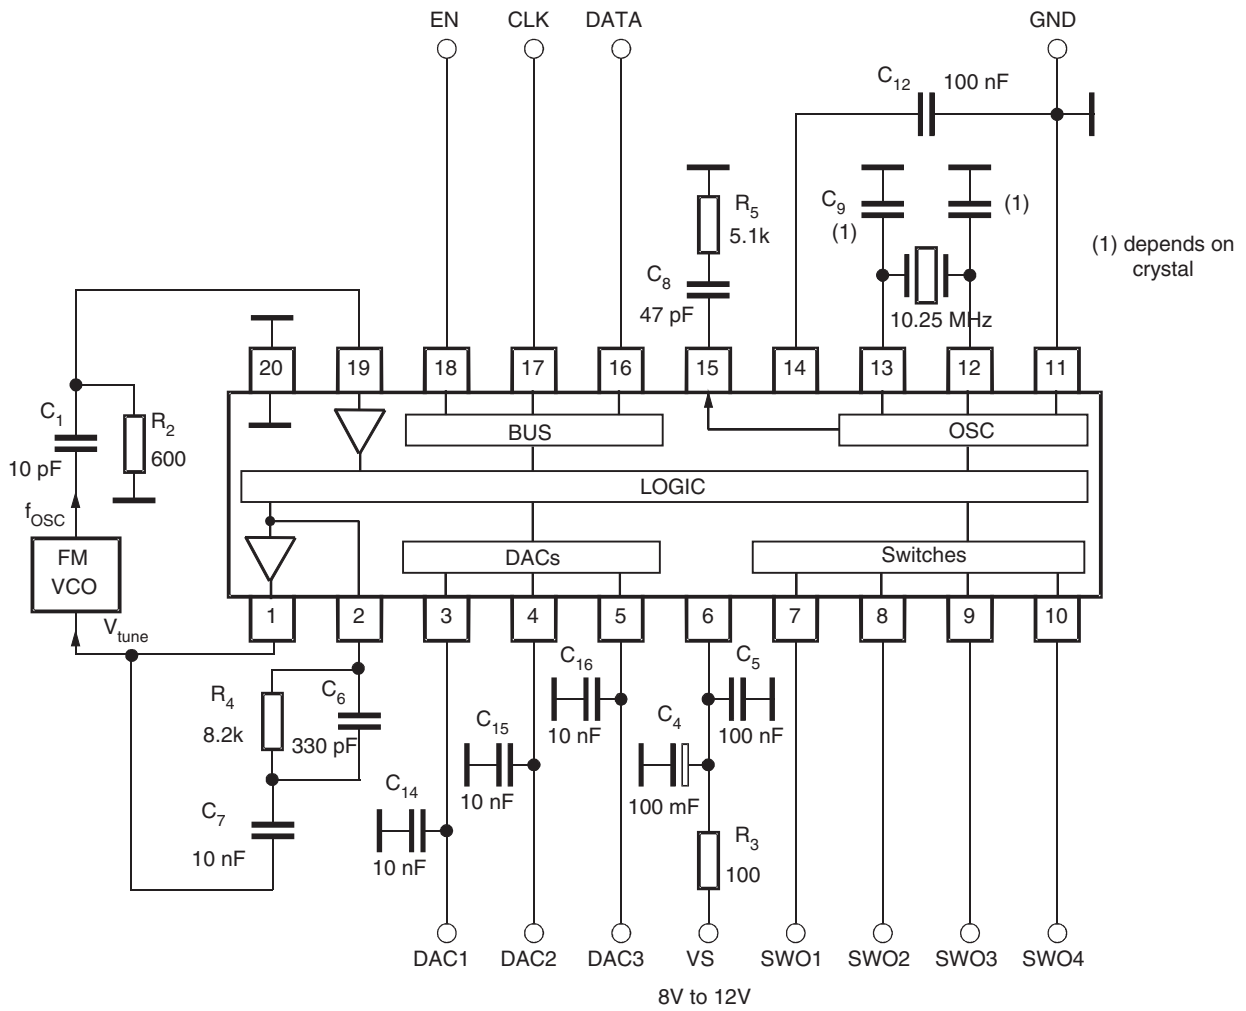 EN CLK DATA GND
C12 100 nF
R5
5.1k
C9
(1)
(1)
(1) depends on
crystal
C8
47 pF
10.25 MHz
20 19 18 17 16 15 14 13 12 11
C1
10 pF
R2
600
BUS
OSC
LOGIC
fOSC
FM
VCO
DACs
Switches
1 2 3 4 5 6 7 8 9 10
Vtune
R4
8.2k
C6
330 pF
C16
10 nF
C5
100 nF
C15
10 nF
C4
100 mF
C7
10 nF
C14
10 nF
R3
100
DAC1 DAC2 DAC3 VS SWO1 SWO2 SWO3 SWO4
8V to 12V